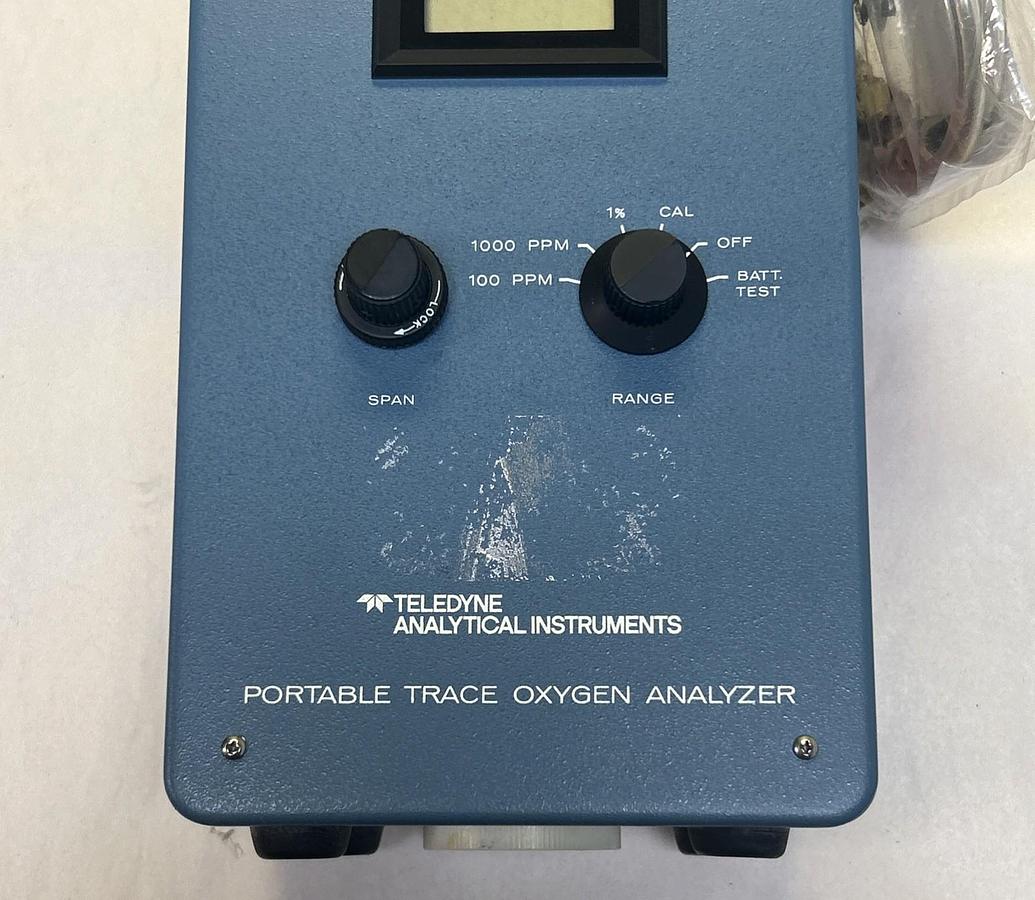 1% CAL
1000 PPM OFF
100 PPM BATT.
TEST
LOCK
SPAN RANGE
TELEDYNE
ANALYTICAL INSTRUMENTS
PORTABLE TRACE OXYGEN ANALYZER